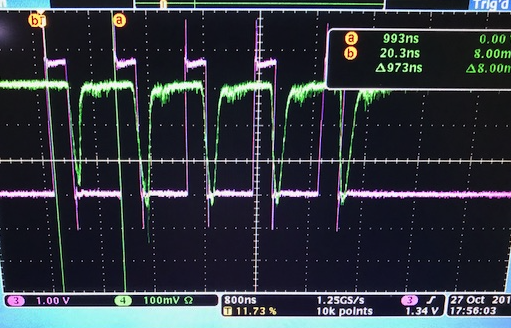 Trig'd
b T
a
a 993ns 0.00
b 20.3ns 8.00m
Δ973ns Δ8.00m
3 1.00 V 4 100mV Ω
800ns 1.25GS/s 3
T 11.73 % 10k points 1.34 V
27 Oct 201
17:56:03